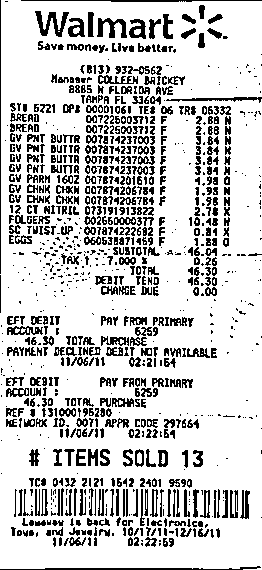 Walmart
Save money. Live better.
(813) 932-0562
Manager COLLEEN BRICKEY
8885 N FLORIDA AVE
TAMPA FL 33604
ST# 5221 OP# 00001061 TE# 06 TR# 05332
BREAD 007225003712 F 2.88 N
BREAD 007225003712 F 2.88 N
GV PNT BUTTR 007874237003 F 3.84 N
GV PNT BUTTR 007874237003 F 3.84 N
GV PNT BUTTR 007874237003 F 3.84 N
GV PNT BUTTR 007874237003 F 3.84 N
GV PARM 16OZ 007874201510 F 4.98 O
GV CHNK CHKN 007874206784 F 1.98 N
GV CHNK CHKN 007874206784 F 1.98 N
12 CT NITRIL 073191913822 2.78 X
FOLGERS 002550000377 F 10.48 N
SC TWIST UP 007874222682 F 0.84 X
EGGS 060538871459 F 1.88 O
SUBTOTAL 46.04
TAX 1 7.000 % 0.26
TOTAL 46.30
DEBIT TEND 46.30
CHANGE DUE 0.00
EFT DEBIT PAY FROM PRIMARY
ACCOUNT : 5259
46.30 TOTAL PURCHASE
PAYMENT DECLINED DEBIT NOT AVAILABLE
11/06/11 02:21:54
EFT DEBIT PAY FROM PRIMARY
ACCOUNT : 5259
46.30 TOTAL PURCHASE
REF # 131000195280
NETWORK ID. 0071 APPR CODE 297664
11/06/11 02:22:54
# ITEMS SOLD 13
TC# 0432 2121 1542 2401 9590
Layaway is back for Electronics,
Toys, and Jewelry. 10/17/11-12/16/11
11/06/11 02:22:59